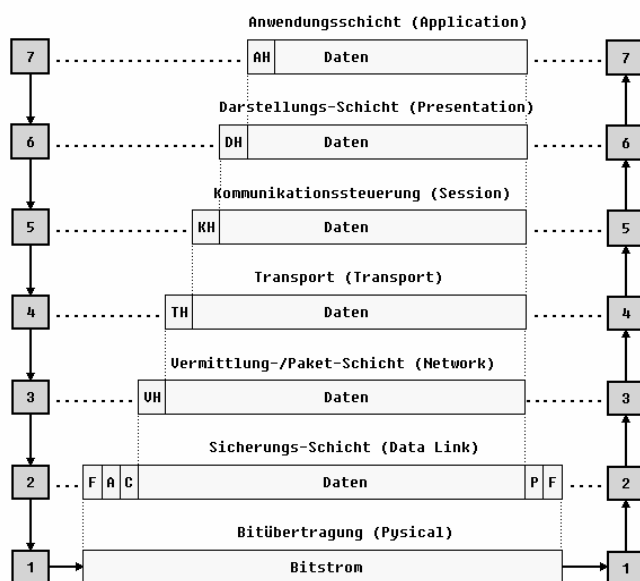 Anwendungsschicht (Application)
7 AH Daten 7
Darstellungs-Schicht (Presentation)
6 DH Daten 6
Kommunikationssteuerung (Session)
5 KH Daten 5
Transport (Transport)
4 TH Daten 4
Vermittlung-/Paket-Schicht (Network)
3 VH Daten 3
Sicherungs-Schicht (Data Link)
2 F A C Daten P F 2
Bitübertragung (Pysical)
1 Bitstrom 1